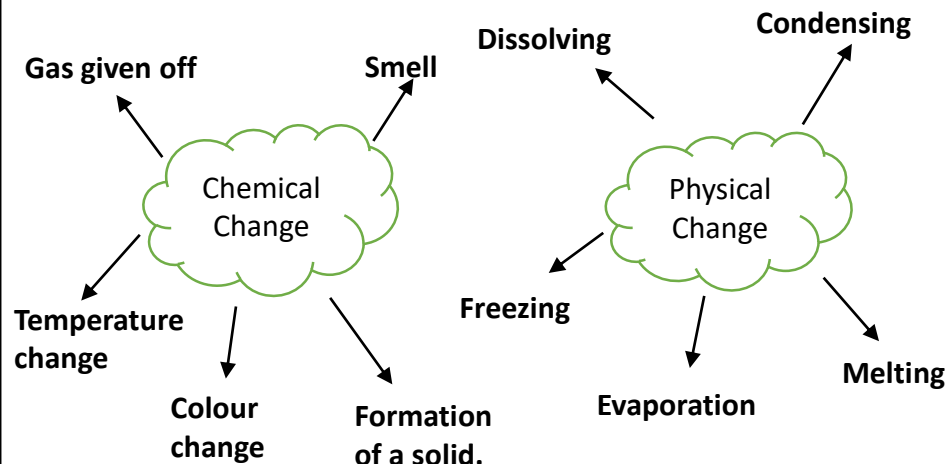 Gas given off
Smell
Chemical
Change
Temperature
change
Colour
change
Formation
of a solid.
Dissolving
Condensing
Physical
Change
Freezing
Evaporation
Melting